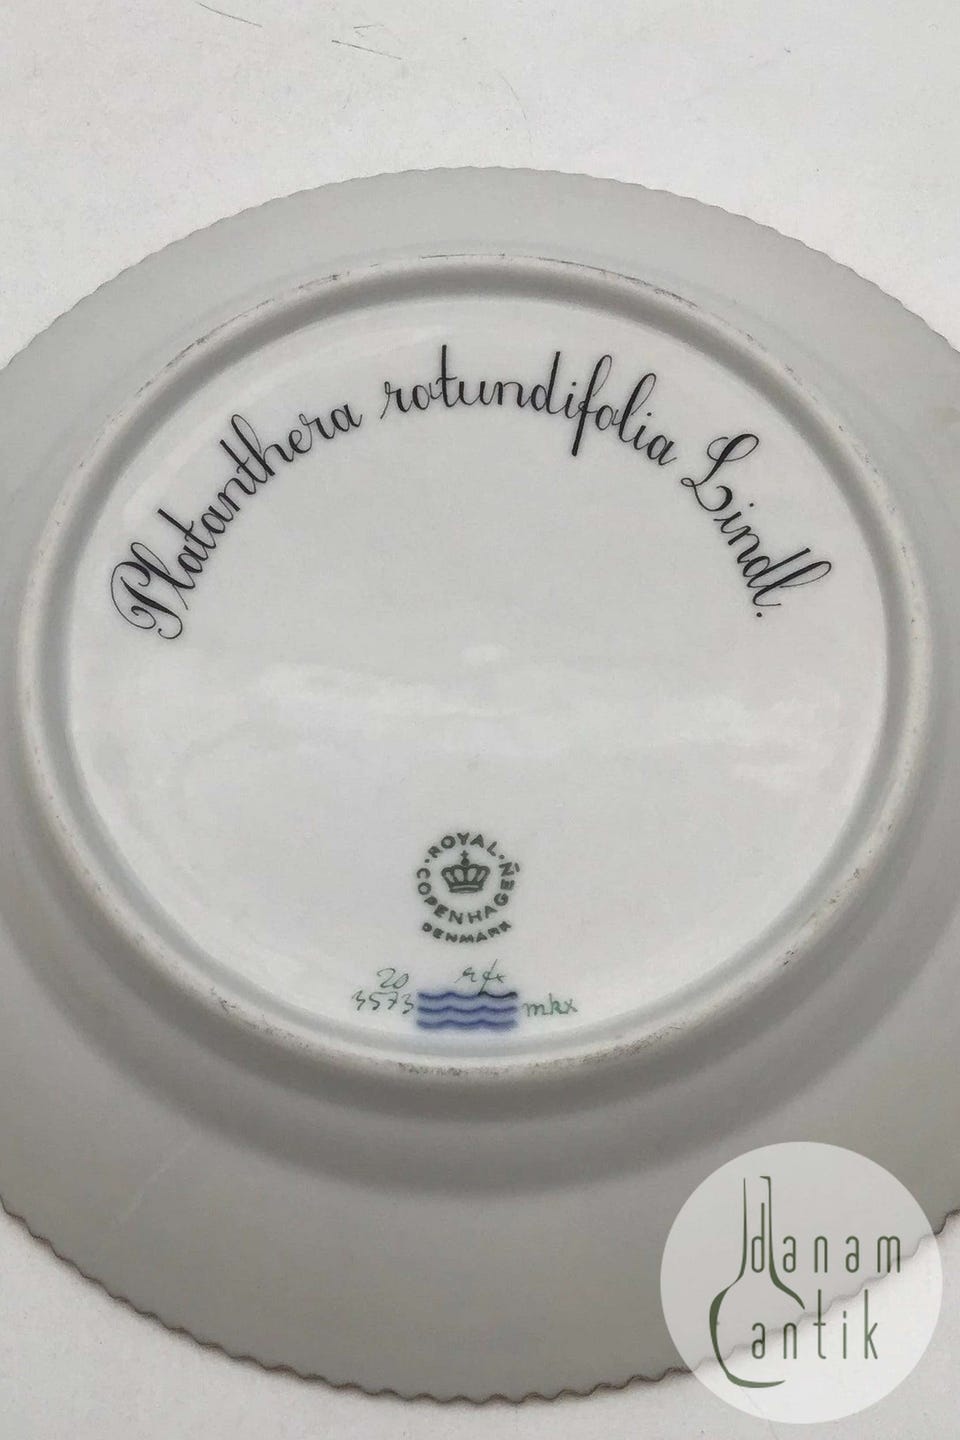 Platanthera rotundifolia Lindl.
ROYAL COPENHAGEN
DENMARK
20
3573
mkx
danam
antik